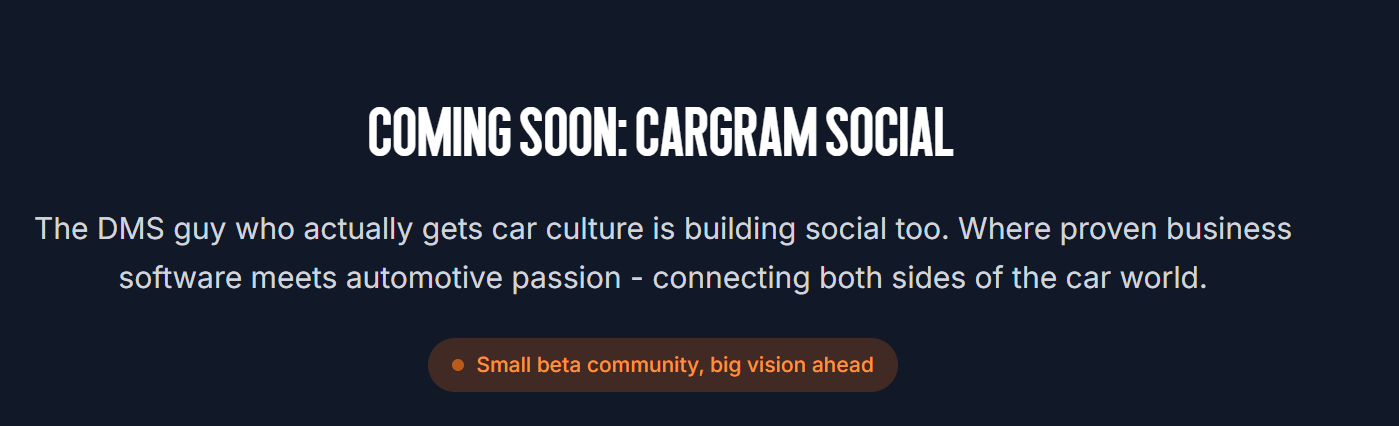 COMING SOON: CARGRAM SOCIAL
The DMS guy who actually gets car culture is building social too. Where proven business
software meets automotive passion - connecting both sides of the car world.
Small beta community, big vision ahead